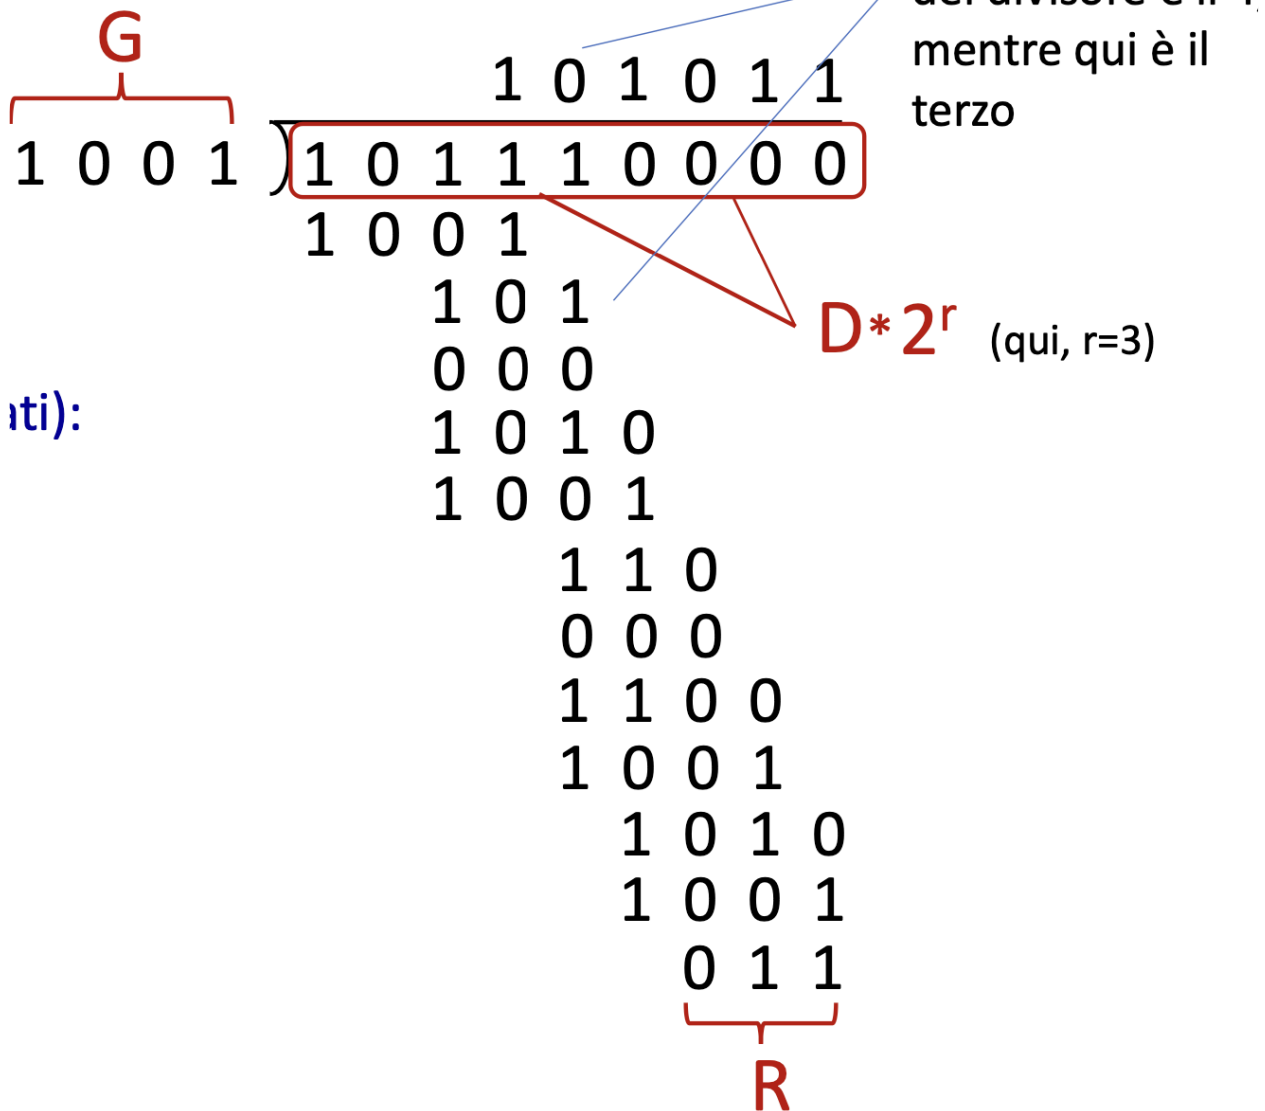 mentre qui è il
terzo
G
1 0 1 0 1 1
1 0 0 1 ) 1 0 1 1 1 0 0 0 0
1 0 0 1
1 0 1
0 0 0
D*2^r (qui, r=3)
ati):
1 0 1 0
1 0 0 1
1 1 0
0 0 0
1 1 0 0
1 0 0 1
1 0 1 0
1 0 0 1
0 1 1
R